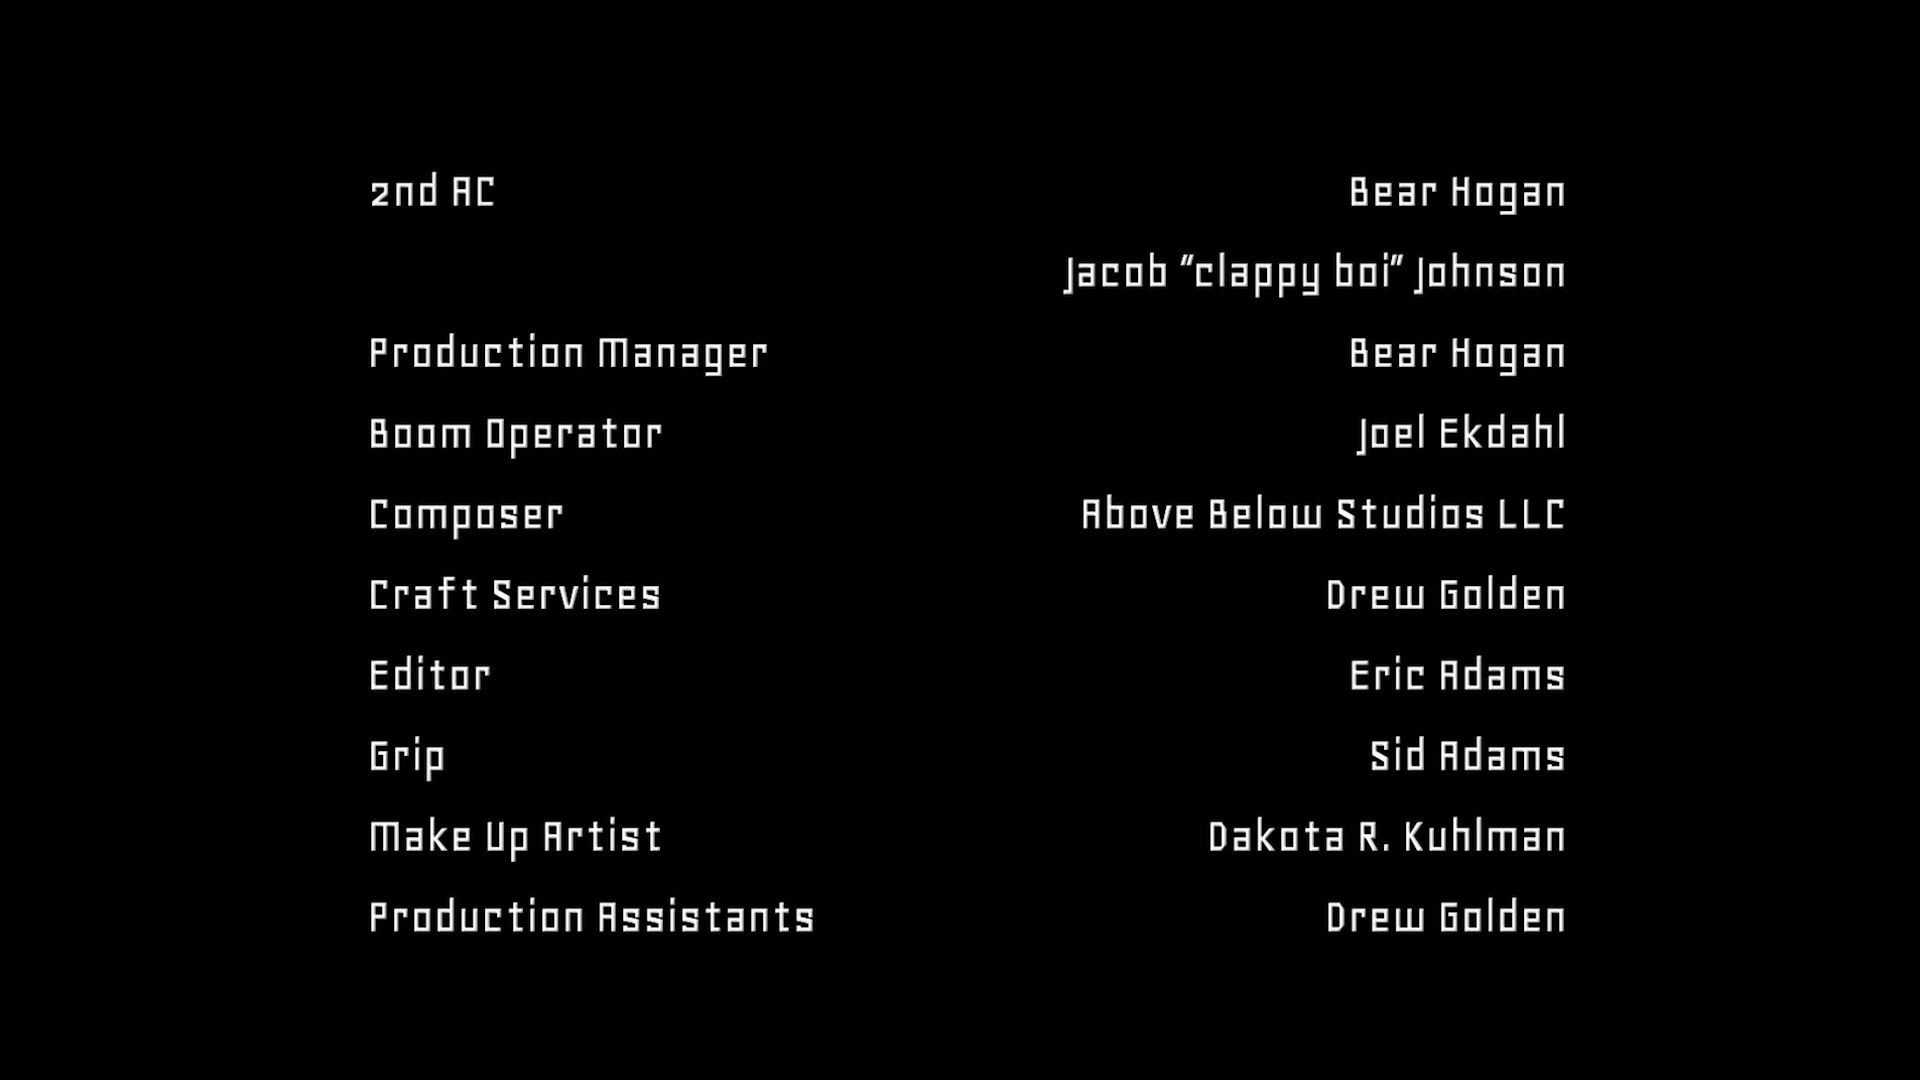 2nd AC Bear Hogan
Jacob “clappy boi” Johnson
Production Manager Bear Hogan
Boom Operator Joel Ekdahl
Composer Above Below Studios LLC
Craft Services Drew Golden
Editor Eric Adams
Grip Sid Adams
Make Up Artist Dakota R. Kuhlman
Production Assistants Drew Golden